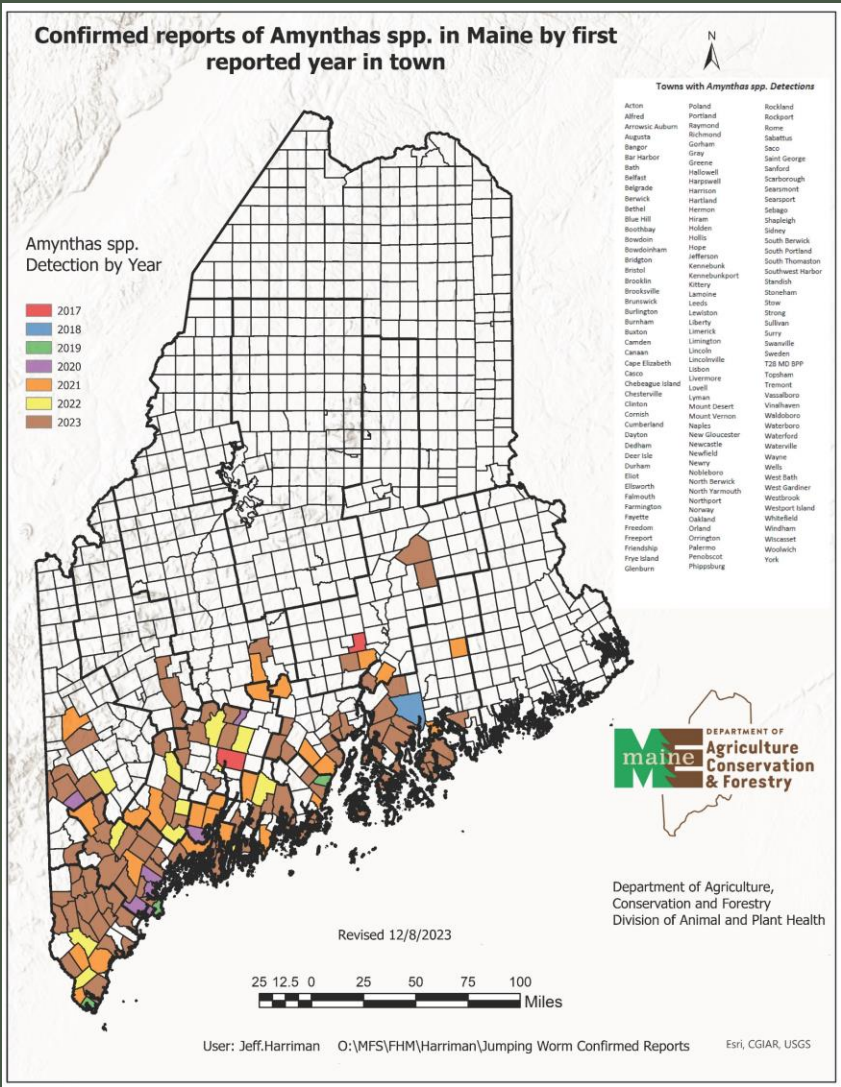 Confirmed reports of Amynthas spp. in Maine by first
reported year in town
N
Towns with Amynthas spp. Detections
Acton
Alfred
Arrowsic Auburn
Augusta
Bangor
Bar Harbor
Bath
Belfast
Belgrade
Berwick
Bethel
Blue Hill
Boothbay
Bowdoin
Bowdoinham
Bridgton
Bristol
Brooklin
Brooksville
Brunswick
Burlington
Burnham
Buxton
Camden
Canaan
Cape Elizabeth
Casco
Chebeague Island
Chesterville
Clinton
Cornish
Cumberland
Dayton
Dedham
Deer Isle
Durham
Eliot
Ellsworth
Falmouth
Farmington
Fayette
Freedom
Freeport
Friendship
Frye Island
Glenburn
Poland
Portland
Raymond
Richmond
Gorham
Gray
Greene
Hallowell
Harpswell
Harrison
Hartland
Hermon
Hiram
Holden
Hollis
Hope
Jefferson
Kennebunk
Kennebunkport
Kittery
Lamoine
Leeds
Lewiston
Liberty
Limerick
Limington
Lincoln
Lincolnville
Lisbon
Livermore
Lovell
Lyman
Mount Desert
Mount Vernon
Naples
New Gloucester
Newcastle
Newfield
Newry
Nobleboro
North Berwick
North Yarmouth
Northport
Norway
Oakland
Orland
Orrington
Palermo
Penobscot
Phippsburg
Rockland
Rockport
Rome
Sabattus
Saco
Saint George
Sanford
Scarborough
Searsmont
Searsport
Sebago
Shapleigh
Sidney
South Berwick
South Portland
South Thomaston
Southwest Harbor
Standish
Stoneham
Stow
Strong
Sullivan
Surry
Swanville
Sweden
T28 MD BPP
Topsham
Tremont
Vassalboro
Vinalhaven
Waldoboro
Waterboro
Waterford
Waterville
Wayne
Wells
West Bath
West Gardiner
Westbrook
Westport Island
Whitefield
Windham
Wiscasset
Woolwich
York
Amynthas spp.
Detection by Year
2017
2018
2019
2020
2021
2022
2023
maine
DEPARTMENT OF
Agriculture
Conservation
& Forestry
Department of Agriculture,
Conservation and Forestry
Division of Animal and Plant Health
Revised 12/8/2023
25 12.5 0 25 50 75 100
Miles
User: Jeff.Harriman O:\MFS\FHM\Harriman\Jumping Worm Confirmed Reports
Esri, CGIAR, USGS